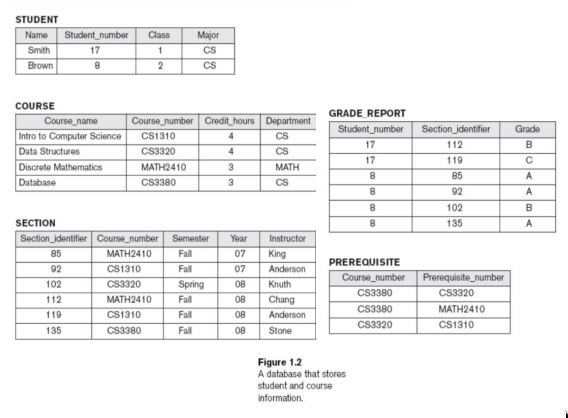 STUDENT
Name Student_number Class Major
Smith 17 1 CS
Brown 8 2 CS
COURSE
Course_name Course_number Credit_hours Department
Intro to Computer Science CS1310 4 CS
Data Structures CS3320 4 CS
Discrete Mathematics MATH2410 3 MATH
Database CS3380 3 CS
SECTION
Section_identifier Course_number Semester Year Instructor
85 MATH2410 Fall 07 King
92 CS1310 Fall 07 Anderson
102 CS3320 Spring 08 Knuth
112 MATH2410 Fall 08 Chang
119 CS1310 Fall 08 Anderson
135 CS3380 Fall 08 Stone
GRADE_REPORT
Student_number Section_identifier Grade
17 112 B
17 119 C
8 85 A
8 92 A
8 102 B
8 135 A
PREREQUISITE
Course_number Prerequisite_number
CS3380 CS3320
CS3380 MATH2410
CS3320 CS1310
Figure 1.2
A database that stores
student and course
information.